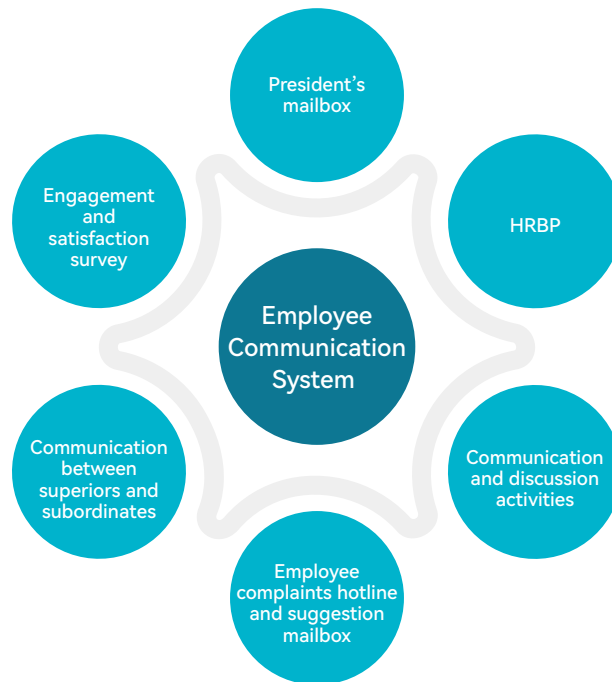 President’s
mailbox
Engagement
and
satisfaction
survey
HRBP
Employee
Communication
System
Communication
between
superiors and
subordinates
Communication
and discussion
activities
Employee
complaints hotline
and suggestion
mailbox